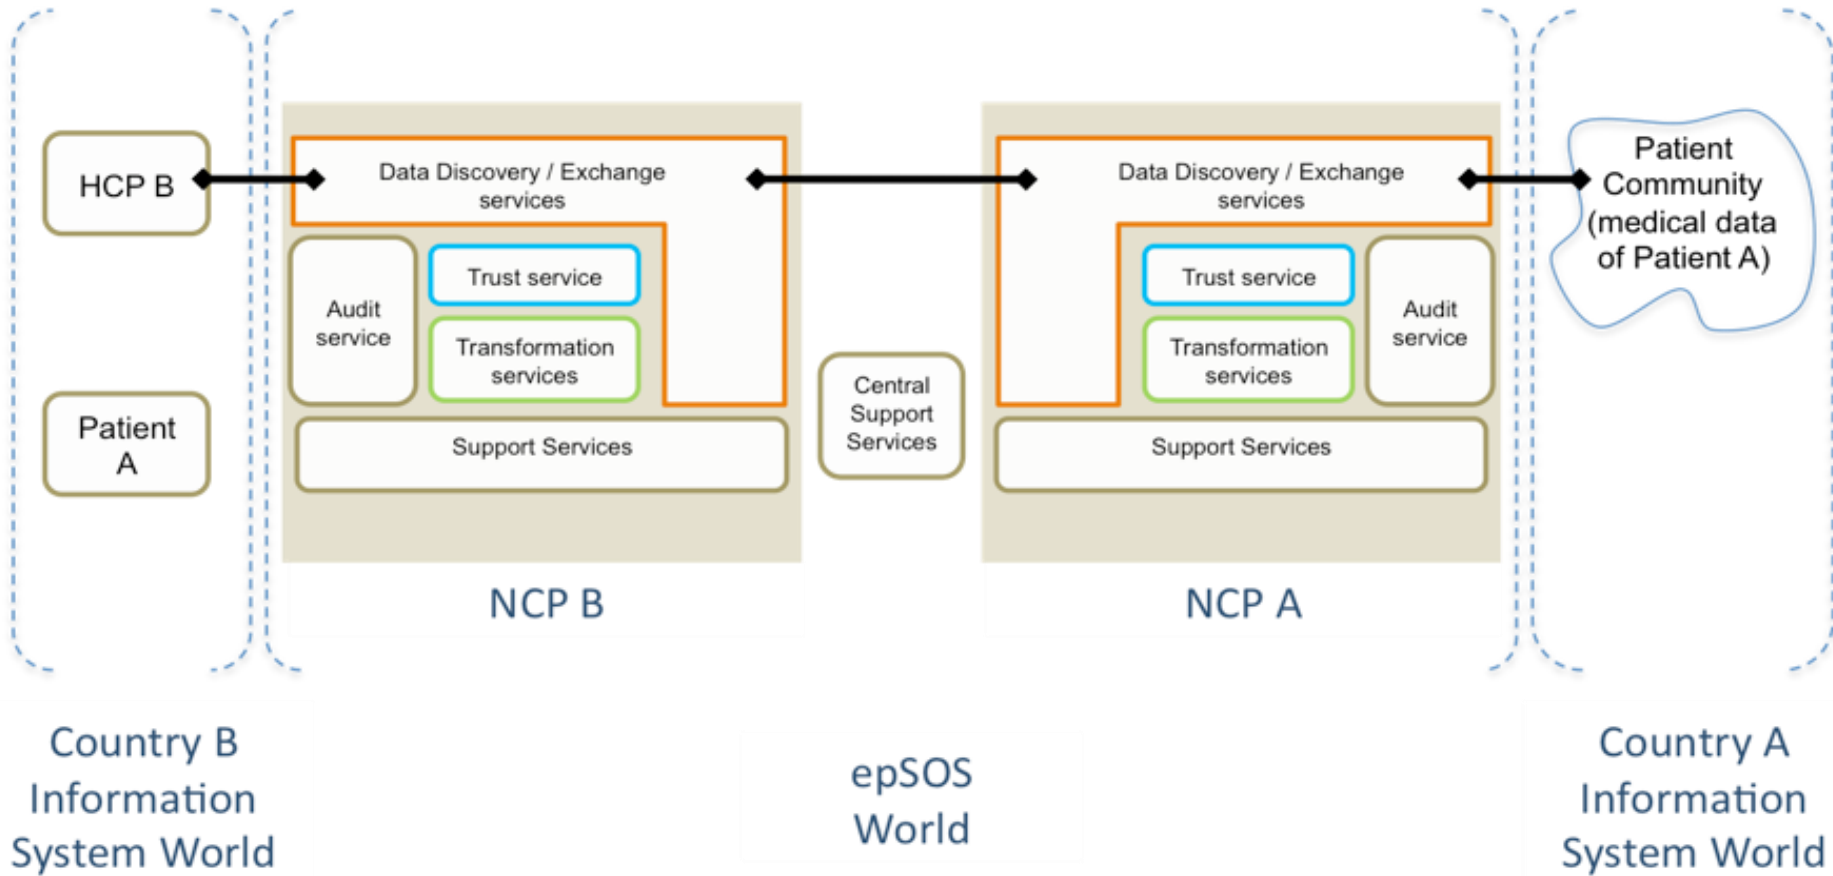 HCP B
Patient
A
Data Discovery / Exchange
services
Audit
service
Trust service
Transformation
services
Support Services
NCP B
Central
Support
Services
Data Discovery / Exchange
services
Trust service
Transformation
services
Audit
service
Support Services
NCP A
Patient
Community
(medical data
of Patient A)
Country B
Information
System World
epSOS
World
Country A
Information
System World